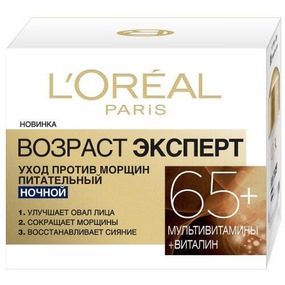 L'ORÉAL
PARIS
НОВИНКА
ВОЗРАСТ ЭКСПЕРТ
УХОД ПРОТИВ МОРЩИН
ПИТАТЕЛЬНЫЙ
НОЧНОЙ
1. УЛУЧШАЕТ ОВАЛ ЛИЦА
2. СОКРАЩАЕТ МОРЩИНЫ
3. ВОССТАНАВЛИВАЕТ СИЯНИЕ
65+
МУЛЬТИВИТАМИНЫ
+ВИТАЛИН